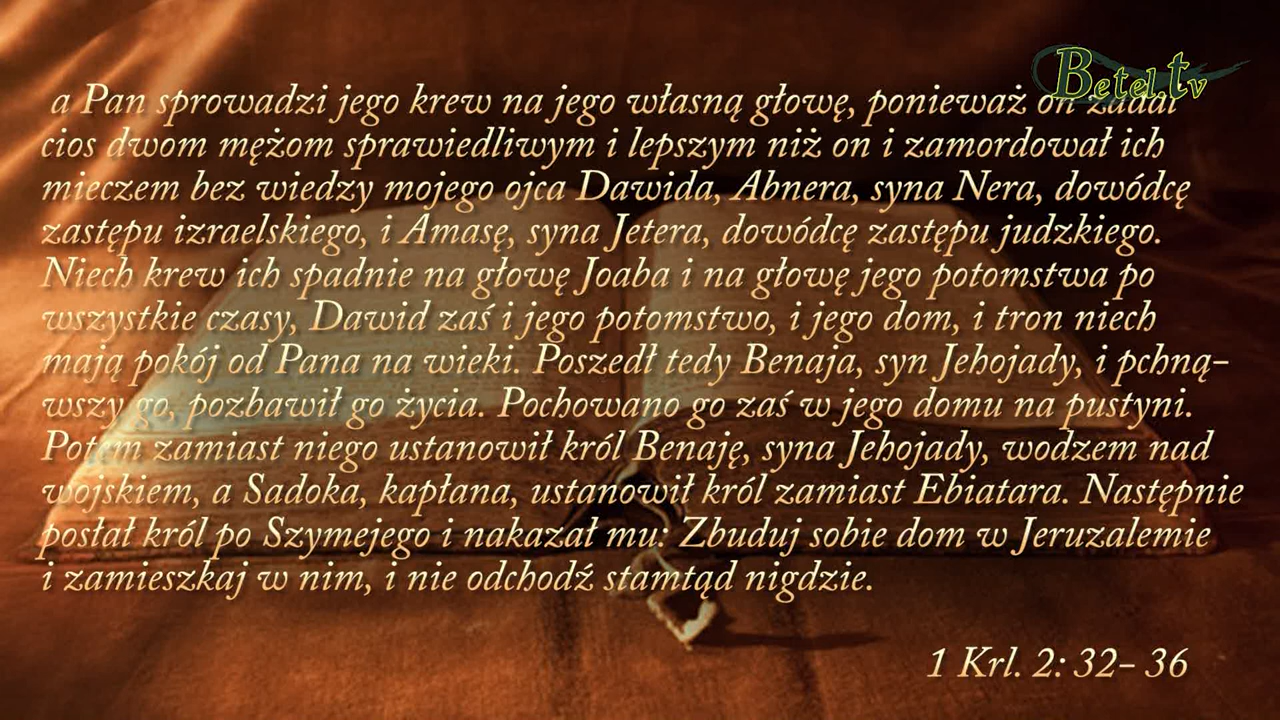 Betel.tv
a Pan sprowadzi jego krew na jego własną głowę, ponieważ on zadał
cios dwom mężom sprawiedliwym i lepszym niż on i zamordował ich
mieczem bez wiedzy mojego ojca Dawida, Abnera, syna Nera, dowódcę
zastępu izraelskiego, i Amasę, syna Jetera, dowódcę zastępu judzkiego.
Niech krew ich spadnie na głowę Joaba i na głowę jego potomstwa po
wszystkie czasy, Dawid zaś i jego potomstwo, i jego dom, i tron niech
mają pokój od Pana na wieki. Poszedł tedy Benaja, syn Jehojady, i pchną-
wszy go, pozbawił go życia. Pochowano go zaś w jego domu na pustyni.
Potem zamiast niego ustanowił król Benaję, syna Jehojady, wodzem nad
wojskiem, a Sadoka, kapłana, ustanowił król zamiast Ebiatara. Następnie
posłał król po Szymejego i nakazał mu: Zbuduj sobie dom w Jeruzalemie
i zamieszkaj w nim, i nie odchodź stamtąd nigdzie.
1 Krl. 2: 32- 36